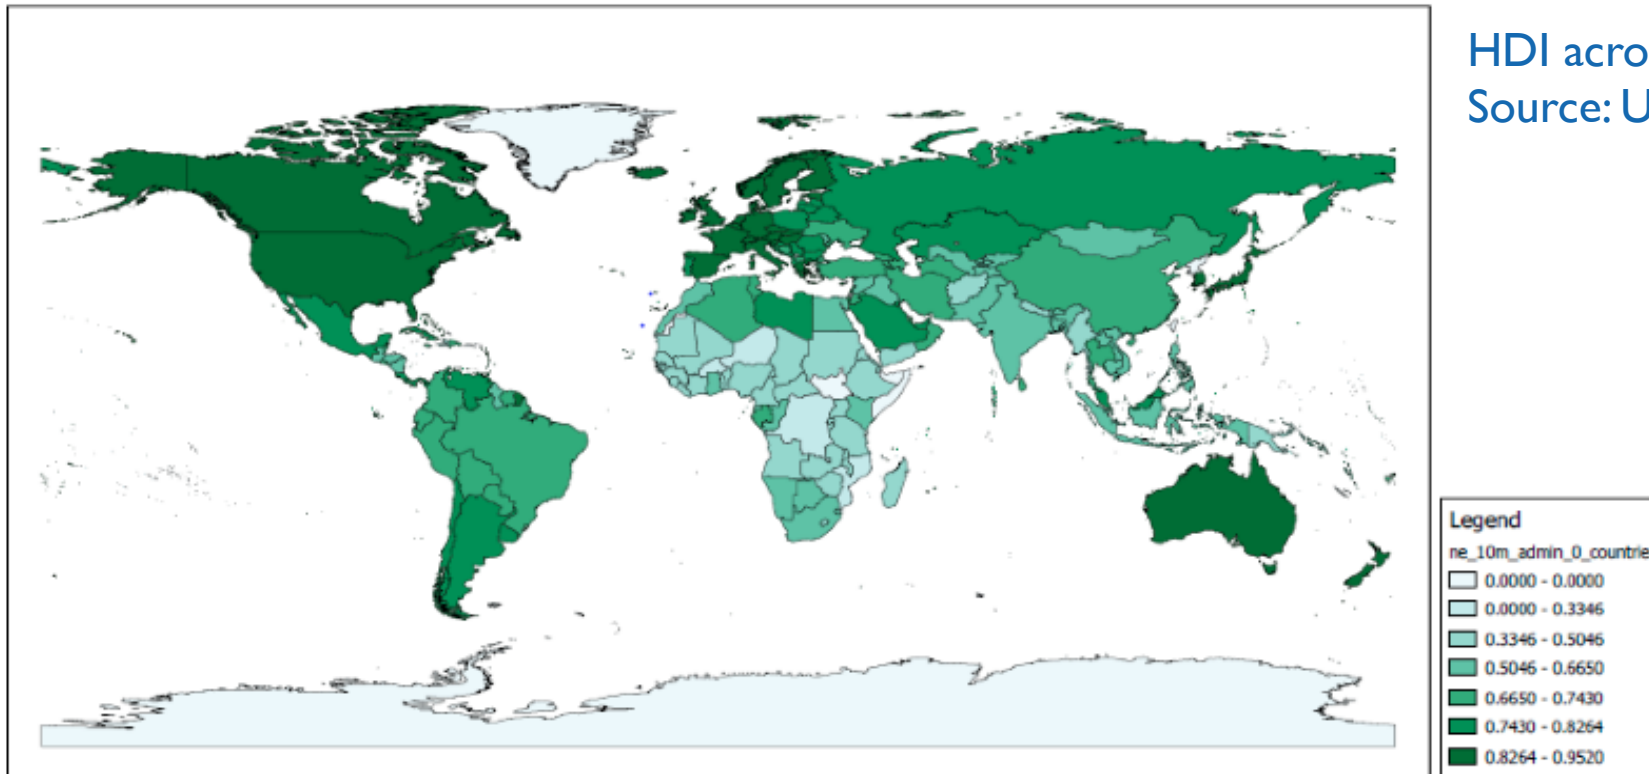 HDI acro
Source: U
Legend
ne_10m_admin_0_countrie
0.0000 - 0.0000
0.0000 - 0.3346
0.3346 - 0.5046
0.5046 - 0.6650
0.6650 - 0.7430
0.7430 - 0.8264
0.8264 - 0.9520